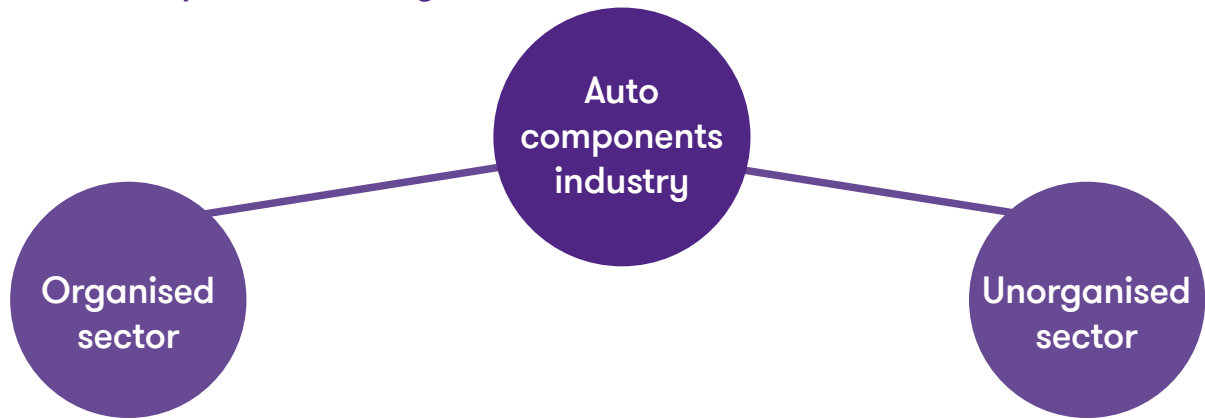 Auto
components
industry
Organised
sector
Unorganised
sector